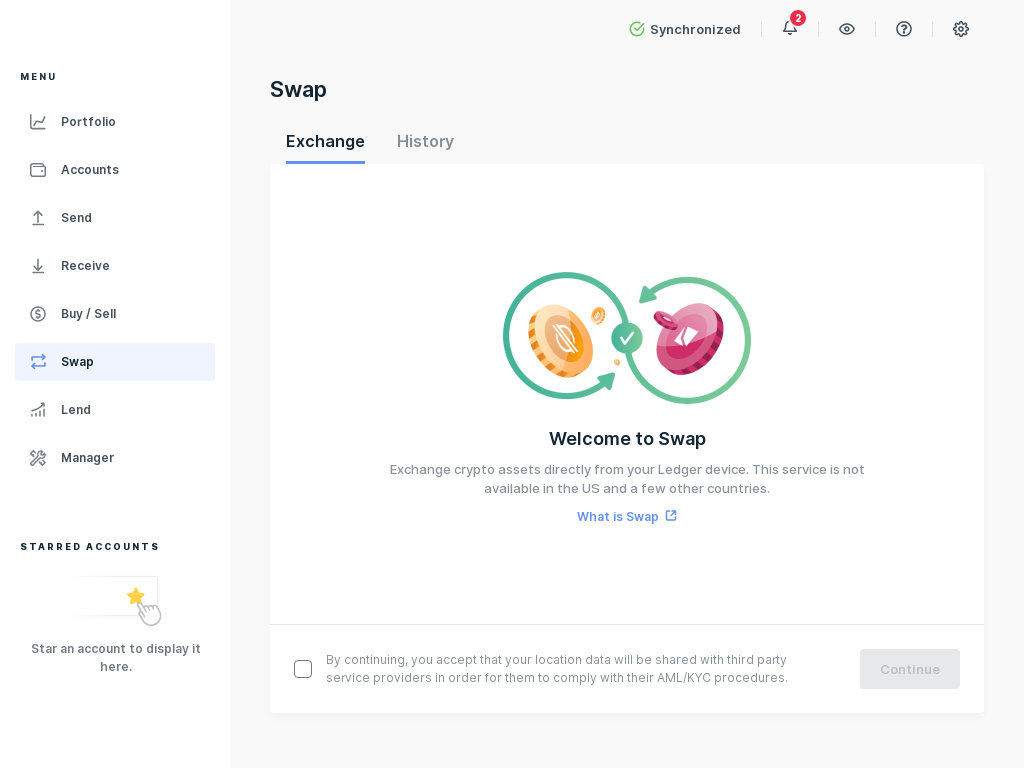 Synchronized
2
MENU
Portfolio
Accounts
Send
Receive
Buy / Sell
Swap
Lend
Manager
STARRED ACCOUNTS
Star an account to display it
here.
Swap
Exchange
History
Welcome to Swap
Exchange crypto assets directly from your Ledger device. This service is not
available in the US and a few other countries.
What is Swap
By continuing, you accept that your location data will be shared with third party
service providers in order for them to comply with their AML/KYC procedures.
Continue